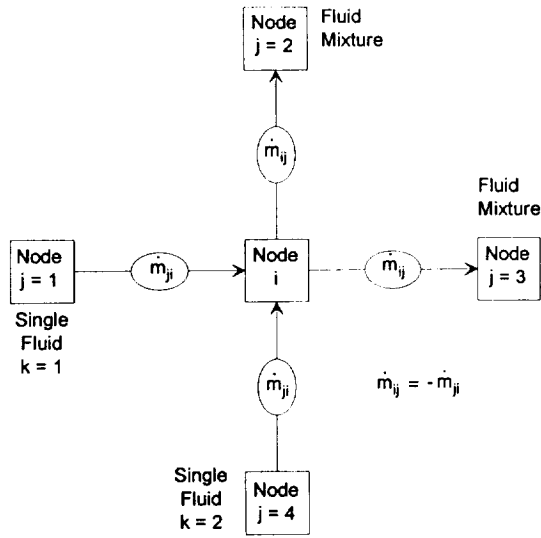 Node
j = 2
Fluid
Mixture
ṁij
Fluid
Mixture
Node
j = 1
ṁji
Node
i
ṁij
Node
j = 3
Single
Fluid
k = 1
ṁji
ṁij = -ṁji
Single
Fluid
k = 2
Node
j = 4